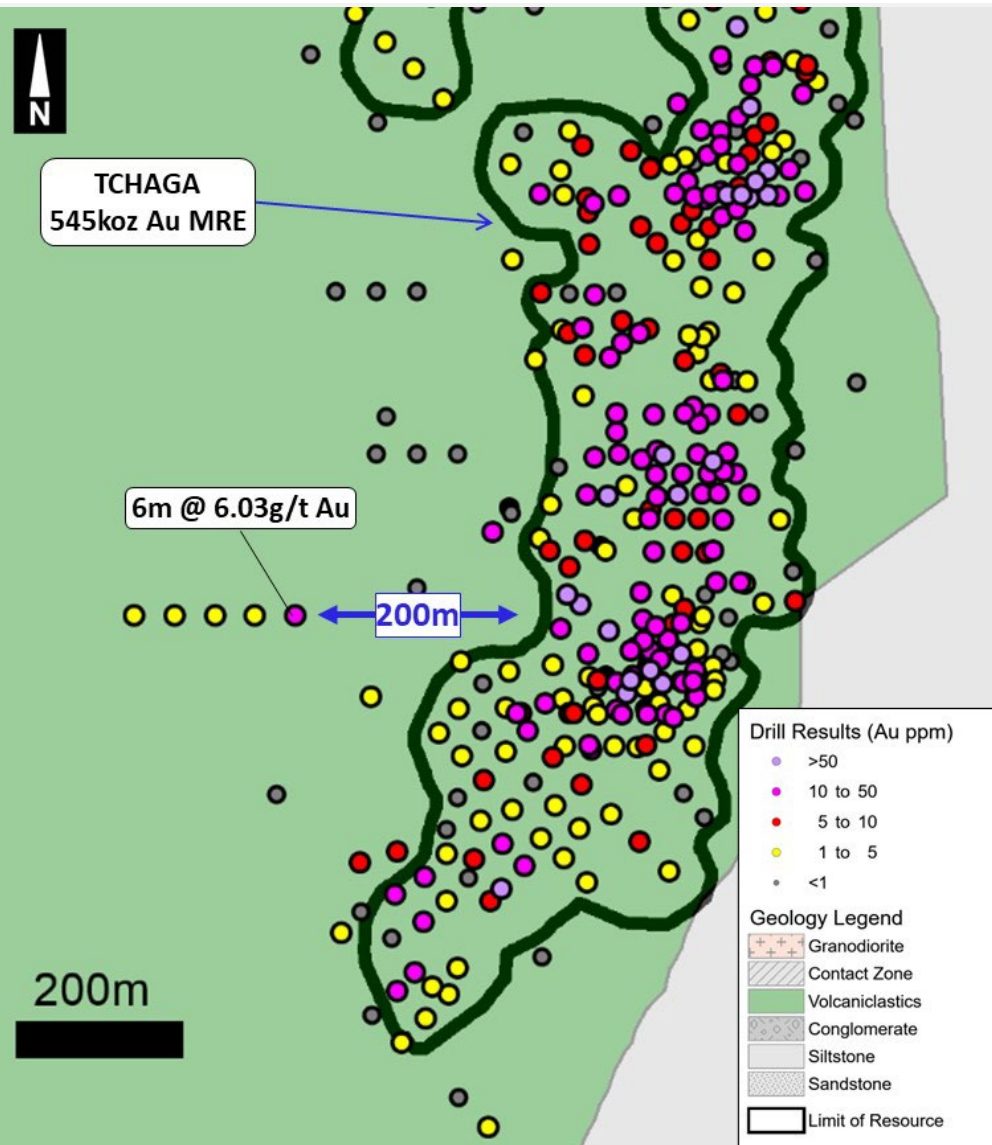 N
TCHAGA
545koz Au MRE
6m @ 6.03g/t Au
200m
200m
Drill Results (Au ppm)
>50
10 to 50
5 to 10
1 to 5
<1
Geology Legend
Granodiorite
Contact Zone
Volcaniclastics
Conglomerate
Siltstone
Sandstone
Limit of Resource